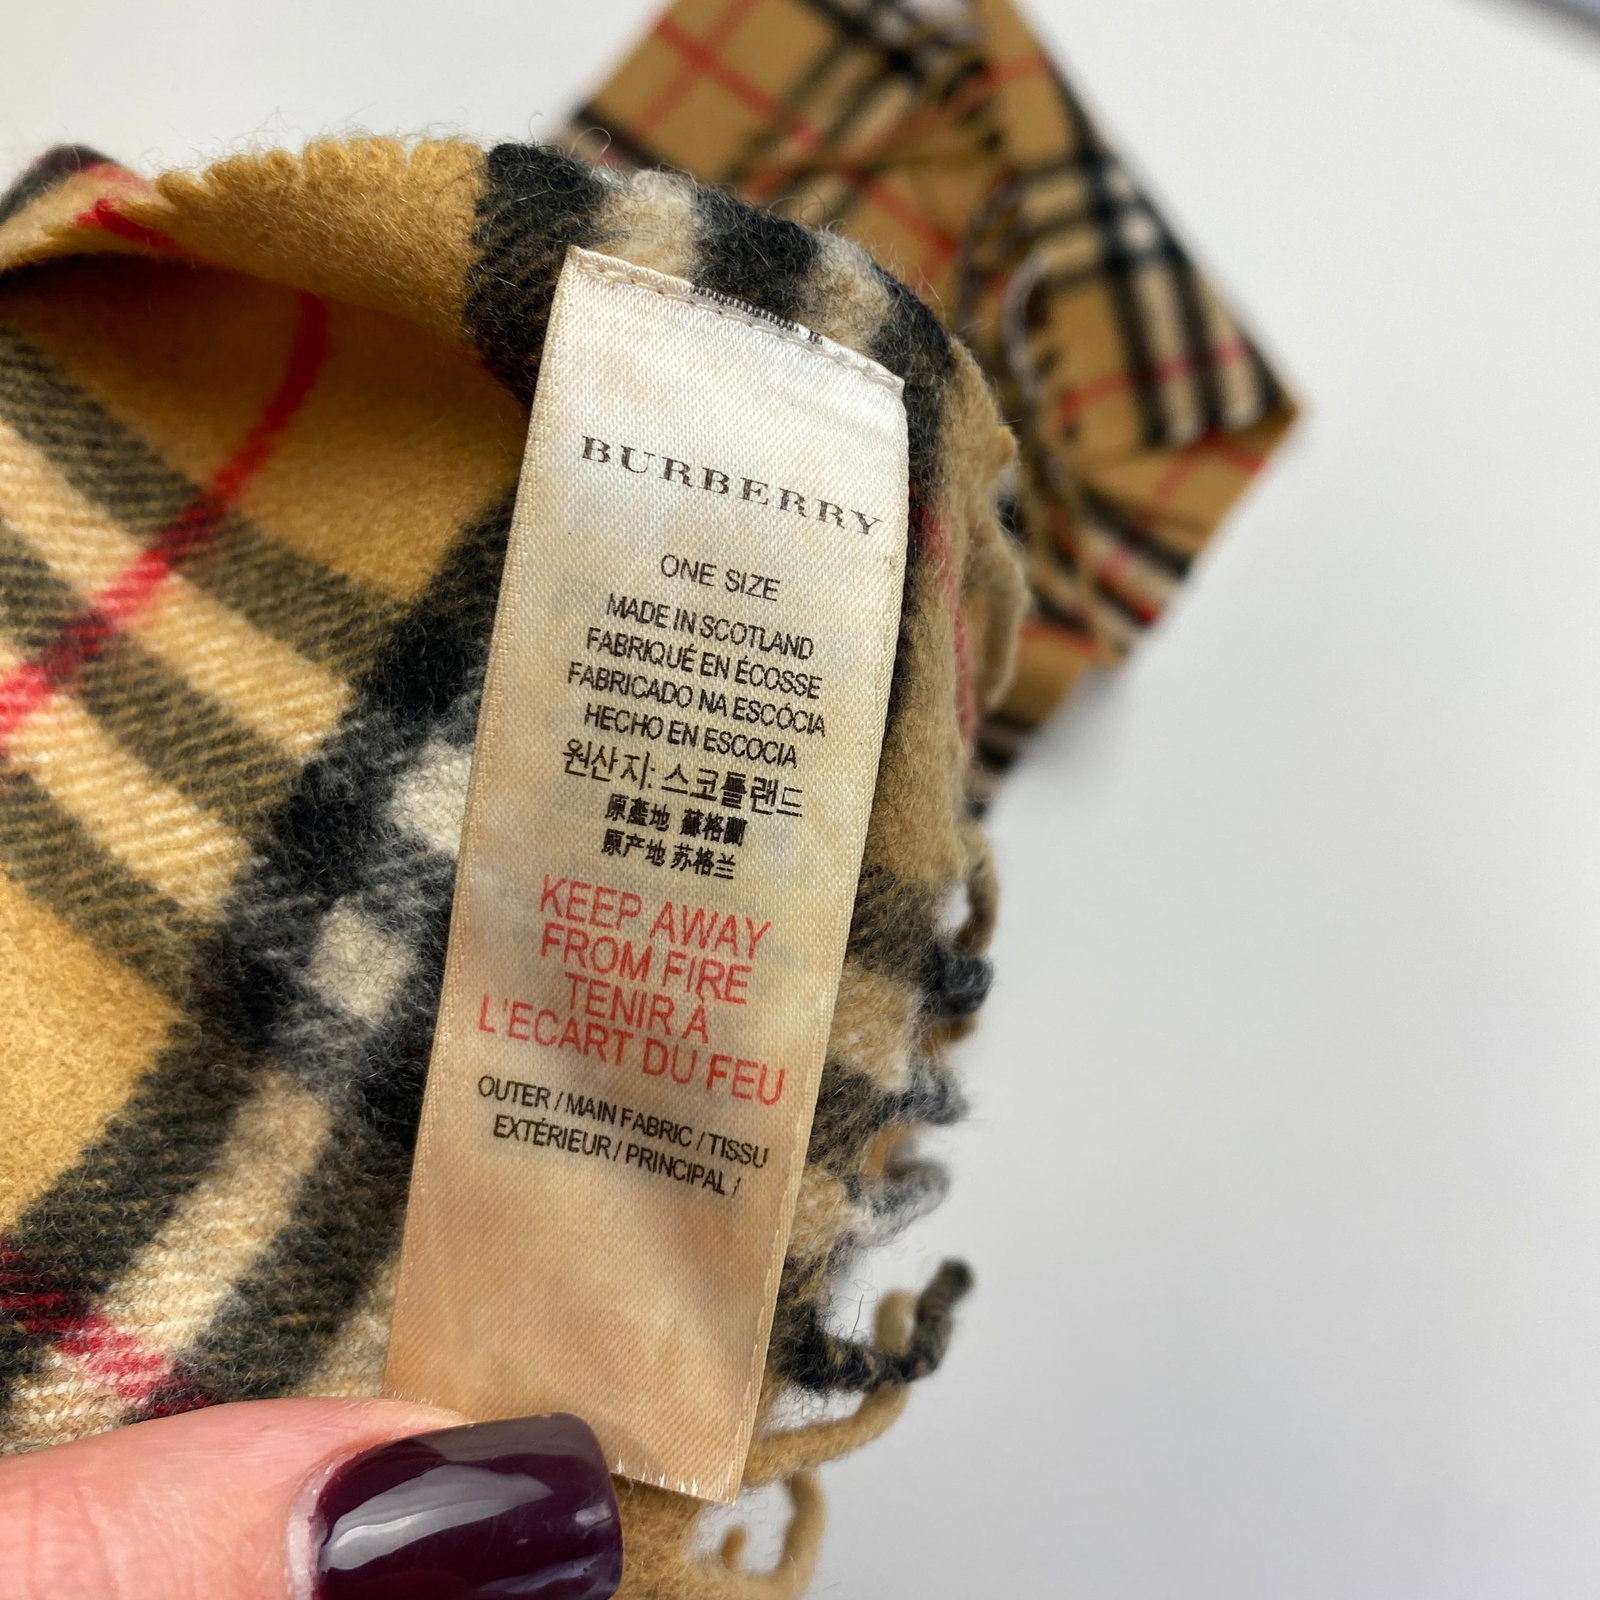 BURBERRY
ONE SIZE
MADE IN SCOTLAND
FABRIQUÉ EN ÉCOSSE
FABRICADO NA ESCÓCIA
HECHO EN ESCOCIA
원산지: 스코틀랜드
原產地 蘇格蘭
原产地 苏格兰
KEEP AWAY
FROM FIRE
TENIR À
L'ECART DU FEU
OUTER / MAIN FABRIC / TISSU
EXTÉRIEUR / PRINCIPAL /